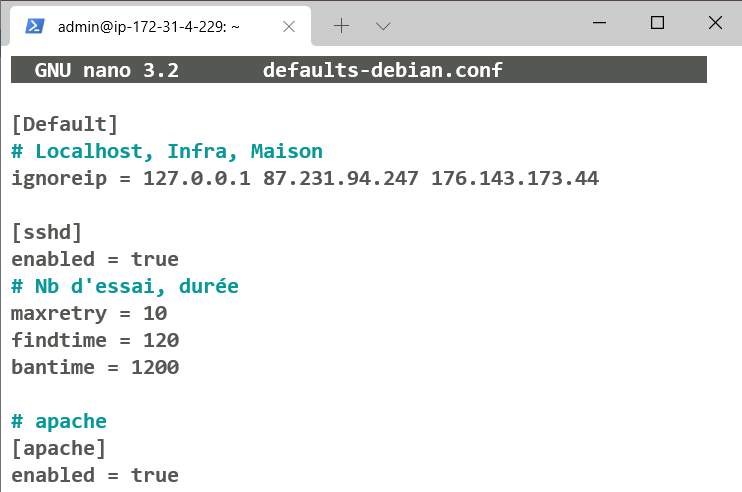 admin@ip-172-31-4-229: ~
GNU nano 3.2 defaults-debian.conf
[Default]
# Localhost, Infra, Maison
ignoreip = 127.0.0.1 87.231.94.247 176.143.173.44
[sshd]
enabled = true
# Nb d'essai, durée
maxretry = 10
findtime = 120
bantime = 1200
# apache
[apache]
enabled = true